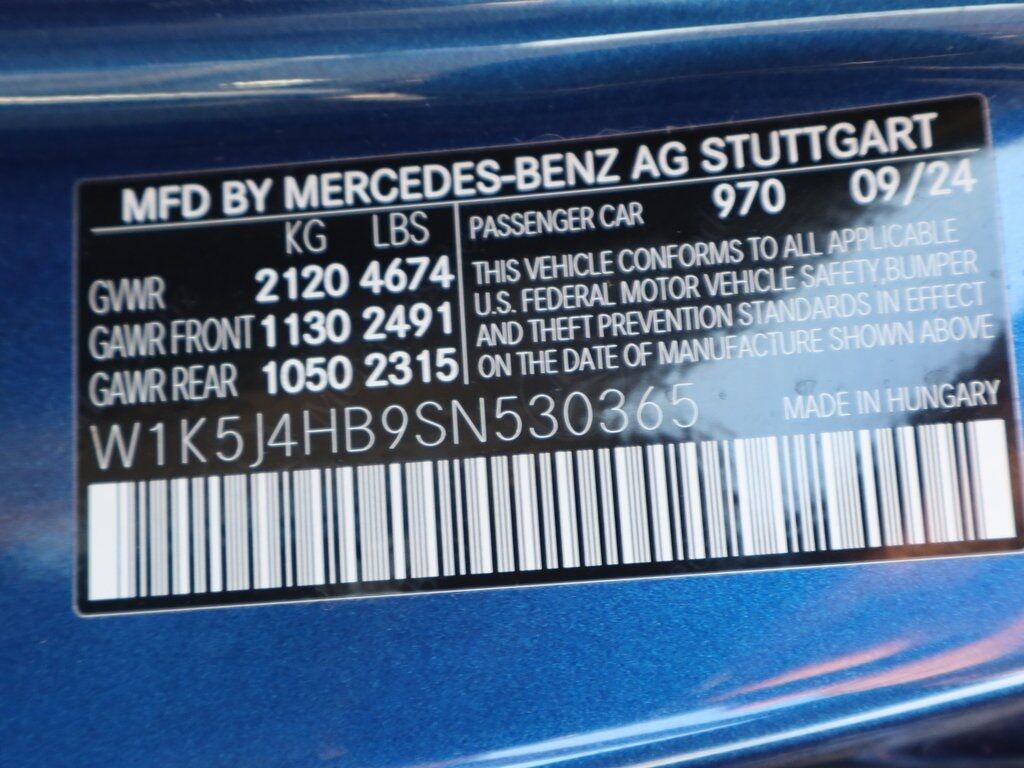 MFD BY MERCEDES-BENZ AG STUTTGART
KG LBS
GVWR 2120 4674
GAWR FRONT 1130 2491
GAWR REAR 1050 2315
PASSENGER CAR 970 09/24
THIS VEHICLE CONFORMS TO ALL APPLICABLE
U.S. FEDERAL MOTOR VEHICLE SAFETY,BUMPER
AND THEFT PREVENTION STANDARDS IN EFFECT
ON THE DATE OF MANUFACTURE SHOWN ABOVE
W1K5J4HB9SN530365 MADE IN HUNGARY